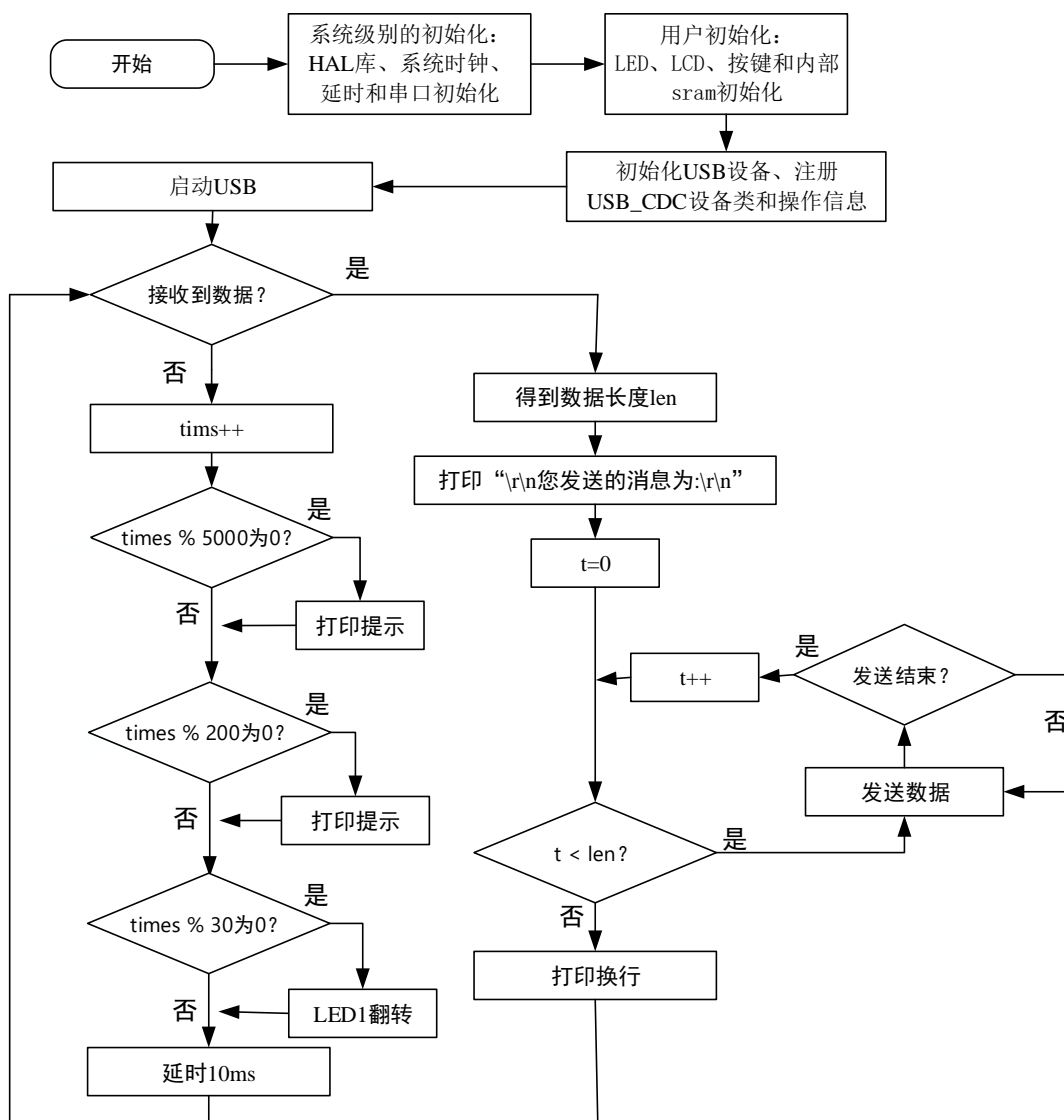 开始
系统级别的初始化：
HAL库、系统时钟、
延时和串口初始化
用户初始化：
LED、LCD、按键和内部
sram初始化
初始化USB设备、注册
USB_CDC设备类和操作信息
启动USB
接收到数据？
是
否
得到数据长度len
tims++
打印“\r\n您发送的消息为:\r\n”
times % 5000为0？
是
t=0
否
打印提示
times % 200为0？
是
否
打印提示
t++
是
发送结束？
否
发送数据
t < len？
是
否
times % 30为0？
是
否
LED1翻转
打印换行
延时10ms